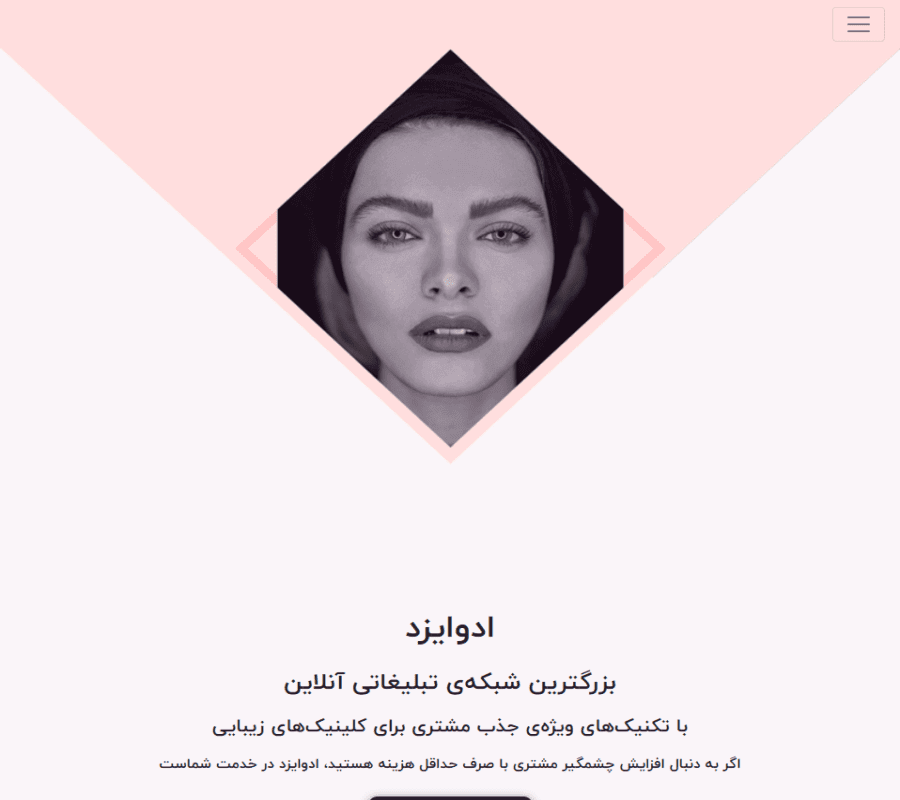 ادوایزد
بزرگترین شبکه‌ی تبلیغاتی آنلاین
با تکنیک‌های ویژه‌ی جذب مشتری برای کلینیک‌های زیبایی
اگر به دنبال افزایش چشمگیر مشتری با صرف حداقل هزینه هستید، ادوایزد در خدمت شماست